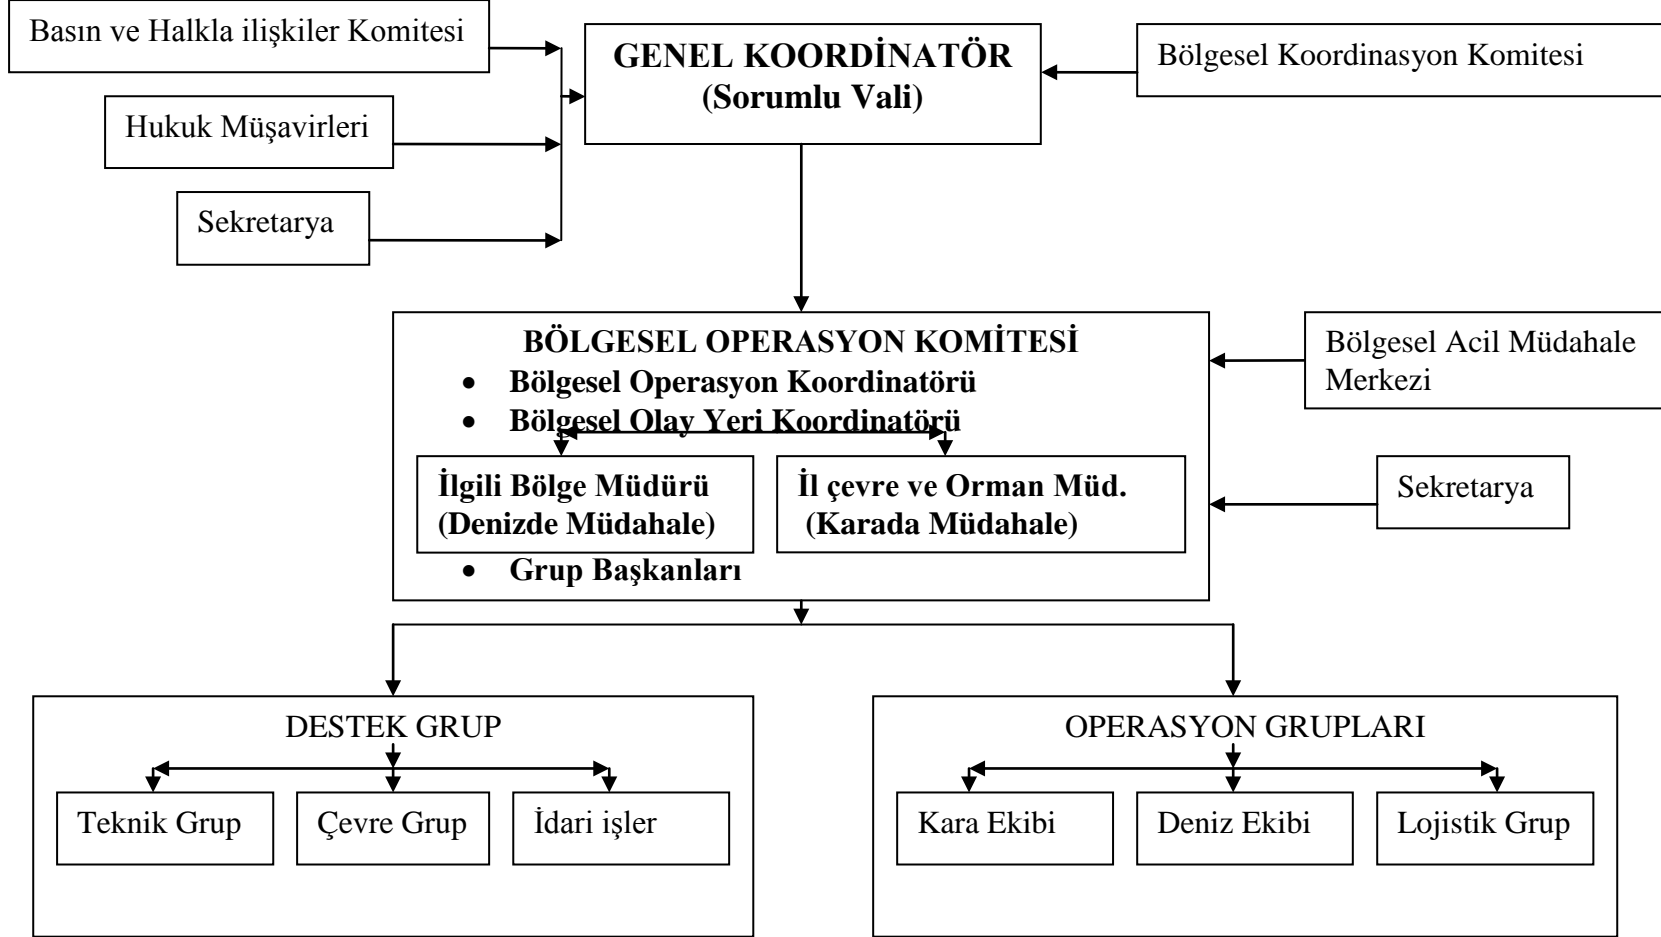 Basın ve Halkla ilişkiler Komitesi
GENEL KOORDİNATÖR
(Sorumlu Vali)
Bölgesel Koordinasyon Komitesi
Hukuk Müşavirleri
Sekretarya
BÖLGESEL OPERASYON KOMİTESİ
• Bölgesel Operasyon Koordinatörü
• Bölgesel Olay Yeri Koordinatörü
Bölgesel Acil Müdahale
Merkezi
İlgili Bölge Müdürü
(Denizde Müdahale)
İl çevre ve Orman Müd.
(Karada Müdahale)
Sekretarya
• Grup Başkanları
DESTEK GRUP
Teknik Grup
Çevre Grup
İdari işler
OPERASYON GRUPLARI
Kara Ekibi
Deniz Ekibi
Lojistik Grup